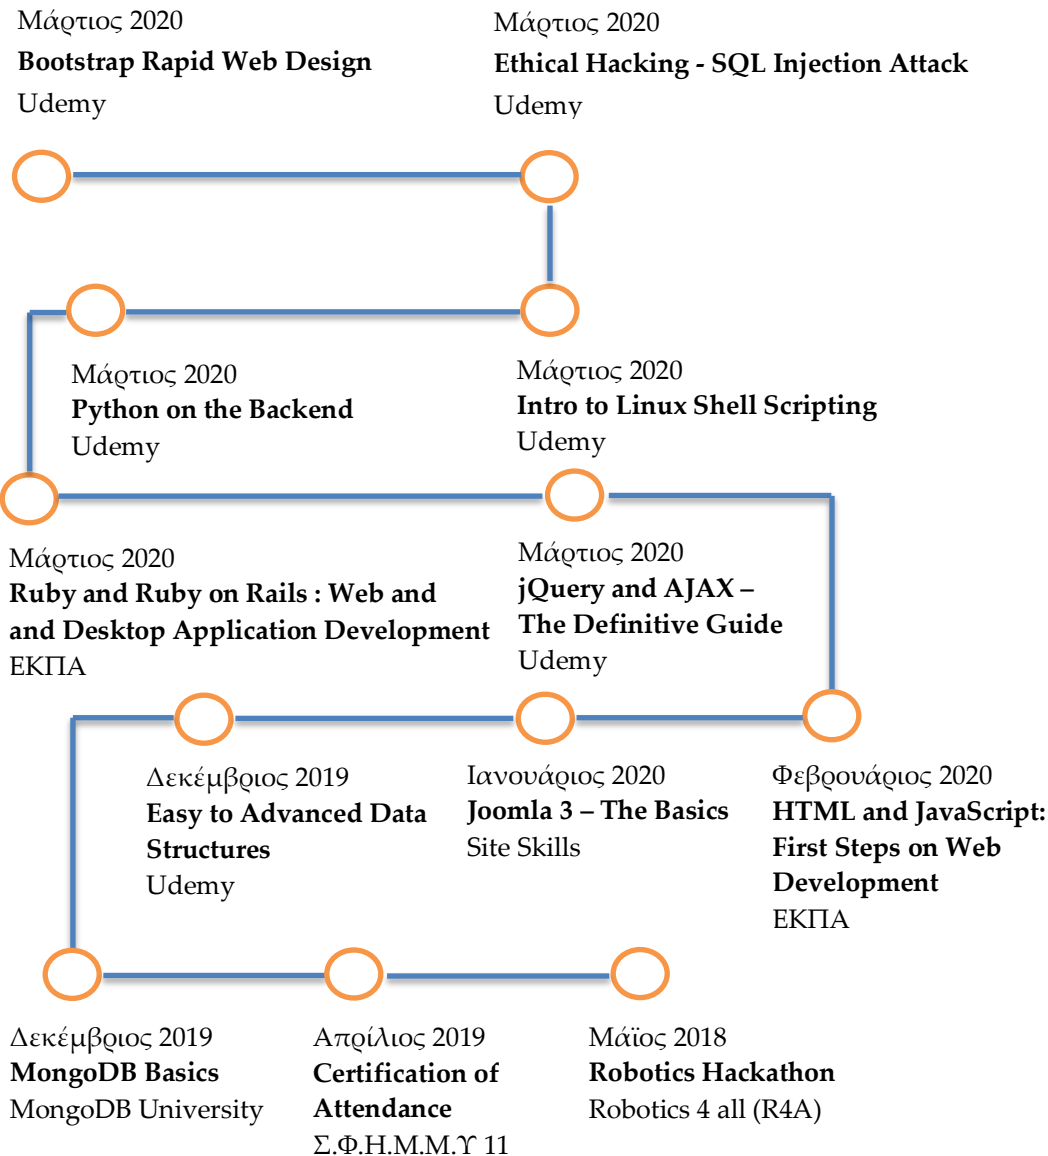 Μάρτιος 2020
Bootstrap Rapid Web Design
Udemy
Μάρτιος 2020
Ethical Hacking - SQL Injection Attack
Udemy
Μάρτιος 2020
Python on the Backend
Udemy
Μάρτιος 2020
Intro to Linux Shell Scripting
Udemy
Μάρτιος 2020
Ruby and Ruby on Rails : Web and
and Desktop Application Development
ΕΚΠΑ
Μάρτιος 2020
jQuery and AJAX –
The Definitive Guide
Udemy
Δεκέμβριος 2019
Easy to Advanced Data
Structures
Udemy
Ιανουάριος 2020
Joomla 3 – The Basics
Site Skills
Φεβρουάριος 2020
HTML and JavaScript:
First Steps on Web
Development
ΕΚΠΑ
Δεκέμβριος 2019
MongoDB Basics
MongoDB University
Απρίλιος 2019
Certification of
Attendance
Σ.Φ.Η.Μ.Μ.Υ 11
Μάϊος 2018
Robotics Hackathon
Robotics 4 all (R4A)